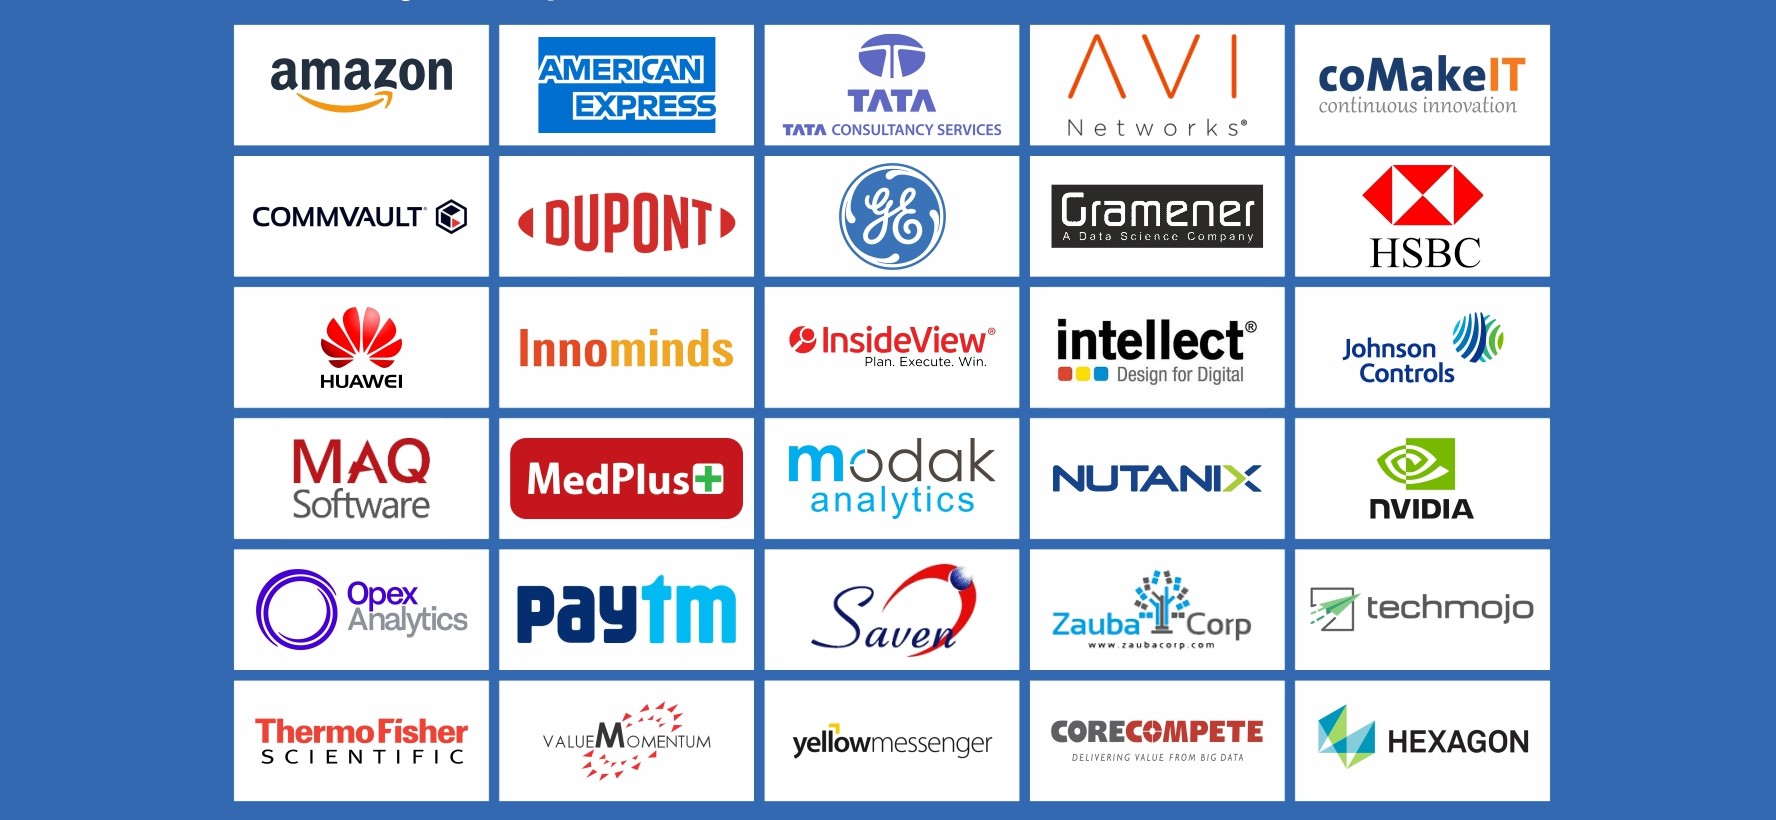 amazon
AMERICAN
EXPRESS
TATA
TATA CONSULTANCY SERVICES
AVI
Networks®
coMakeIT
continuous innovation
COMMVAULT
DUPONT
GE
Gramener
A Data Science Company
HSBC
HUAWEI
Innominds
InsideView®
Plan. Execute. Win.
intellect®
Design for Digital
Johnson
Controls
MAQ
Software
MedPlus
modak
analytics
NUTANIX
NVIDIA
Opex
Analytics
paytm
Saven
Zauba Corp
www.zaubacorp.com
techmojo
ThermoFisher
SCIENTIFIC
VALUEMOMENTUM
yellowmessenger
CORECOMPETE
DELIVERING VALUE FROM BIG DATA
HEXAGON